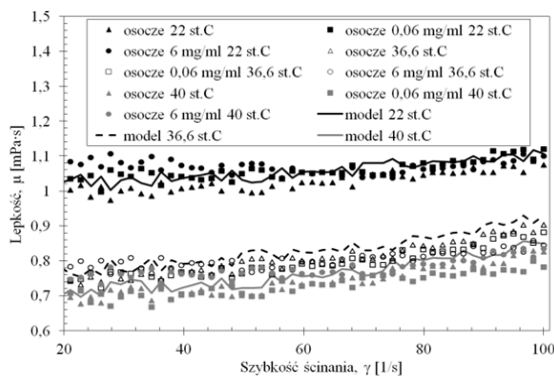 1,5
1,4
1,3
1,2
1,1
1
0,9
0,8
0,7
0,6
Lepkość, μ [mPa·s]
osocze 22 st.C
osocze 0,06 mg/ml 22 st.C
osocze 6 mg/ml 22 st.C
osocze 36,6 st.C
osocze 0,06 mg/ml 36,6 st.C
osocze 6 mg/ml 36,6 st.C
osocze 40 st.C
osocze 0,06 mg/ml 40 st.C
osocze 6 mg/ml 40 st.C
model 22 st.C
model 36,6 st.C
model 40 st.C
20 40 60 80 100
Szybkość ścinania, γ [1/s]